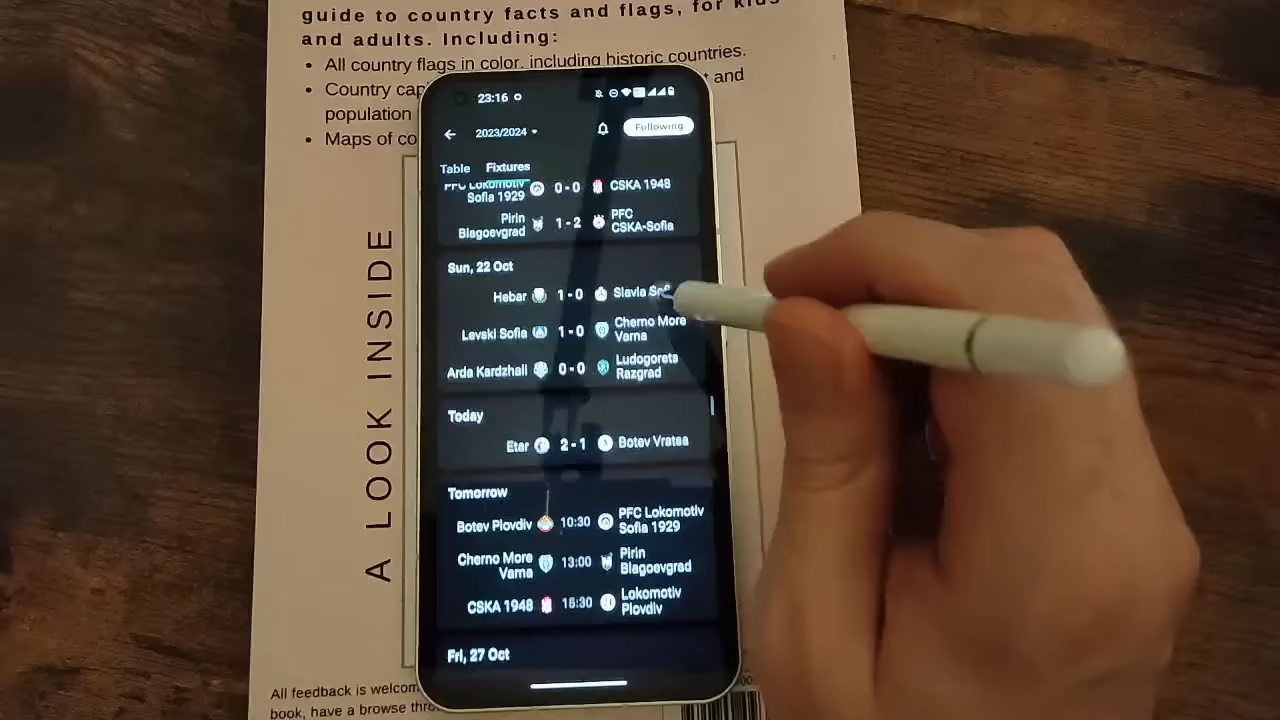 guide to country facts and flags, for kids
and adults. Including:
• All country flags in color, including historic countries.
• Country cap
t and
population
• Maps of co
A LOOK INSIDE
23:16
2023/2024
Following
Table Fixtures
PFC Lokomotiv
Sofia 1929 0-0 CSKA 1948
Pirin
Blagoevgrad 1-2 PFC
CSKA-Sofia
Sun, 22 Oct
Hebar 1-0 Slavia Sof
Levski Sofia 1-0 Cherno More
Varna
Arda Kardzhali 0-0 Ludogorets
Razgrad
Today
Etar 2-1 Botev Vratsa
Tomorrow
Botev Plovdiv 10:30 PFC Lokomotiv
Sofia 1929
Cherno More
Varna 13:00 Pirin
Blagoevgrad
CSKA 1948 15:30 Lokomotiv
Plovdiv
Fri, 27 Oct
All feedback is welcom
book, have a browse thro